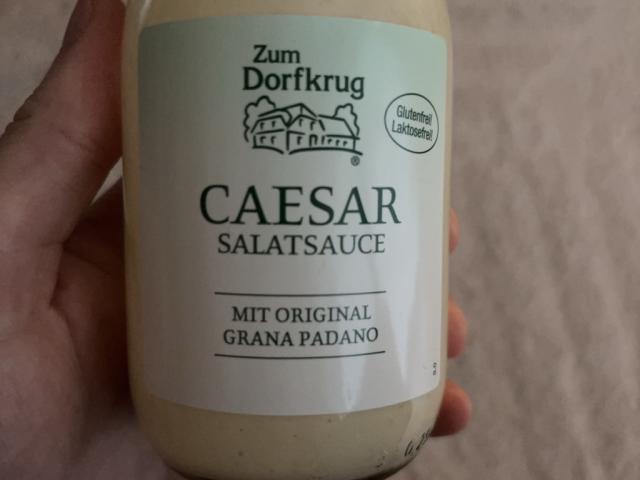 Zum
Dorfkrug
®
Glutenfrei!
Laktosefrei!
CAESAR
SALATSAUCE
MIT ORIGINAL
GRANA PADANO